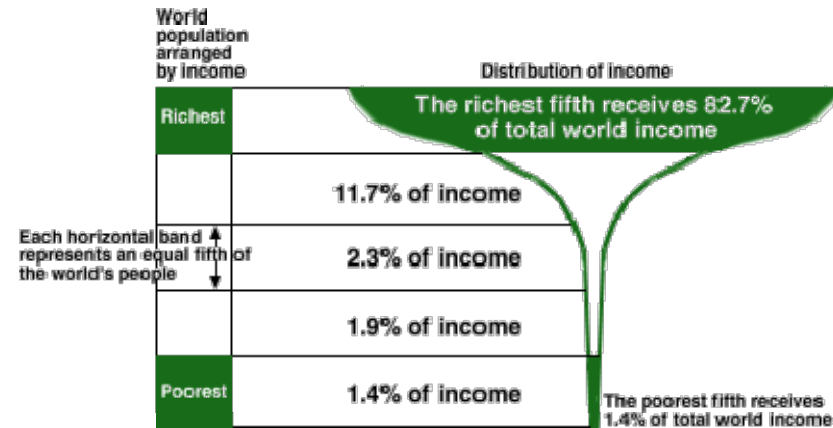 World
population
arranged
by income
Distribution of income
Richest
The richest fifth receives 82.7%
of total world income
11.7% of income
Each horizontal band
represents an equal fifth of
the world's people
2.3% of income
1.9% of income
Poorest
1.4% of income
The poorest fifth receives
1.4% of total world income